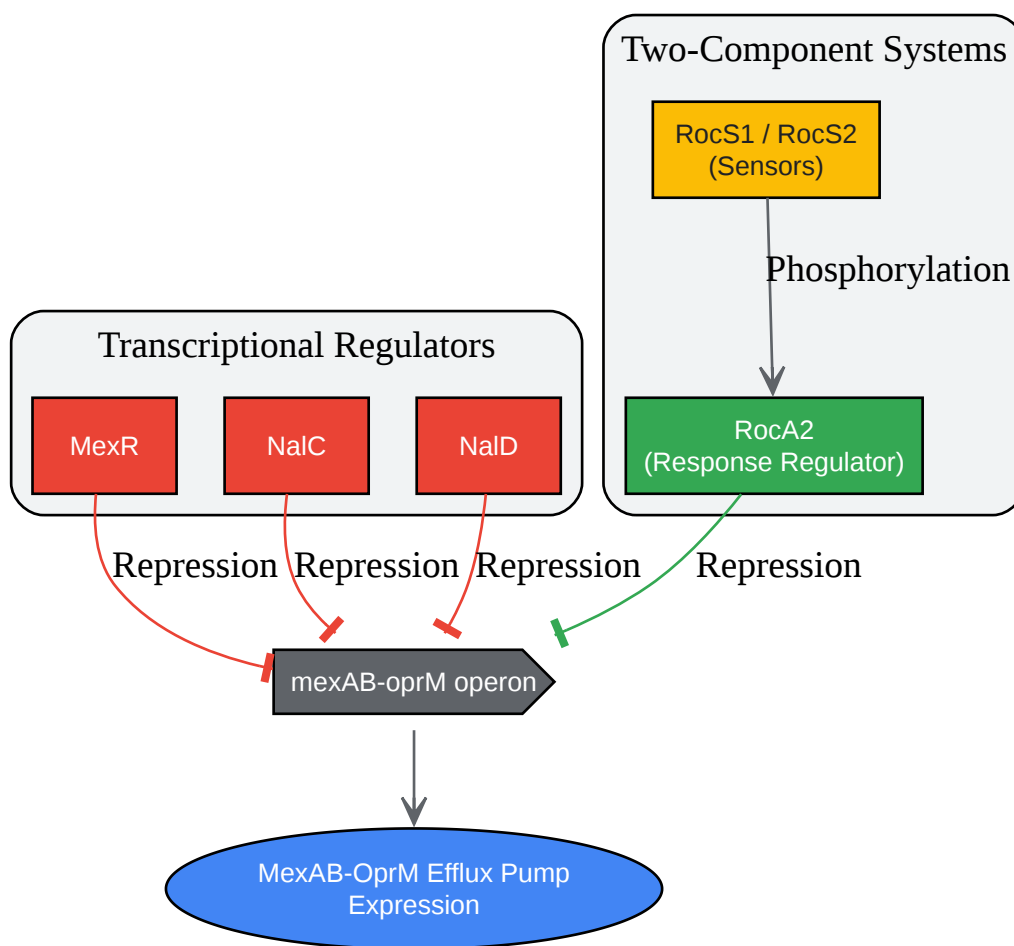 Two-Component Systems
RocS1 / RocS2
(Sensors)
Phosphorylation
Transcriptional Regulators
MexR
NalC
NalD
RocA2
(Response Regulator)
Repression
Repression
Repression
Repression
mexAB-oprM operon
MexAB-OprM Efflux Pump
Expression